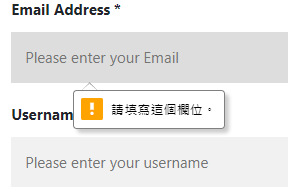 Email Address *
Please enter your Email
請填寫這個欄位。
Usernam
Please enter your username